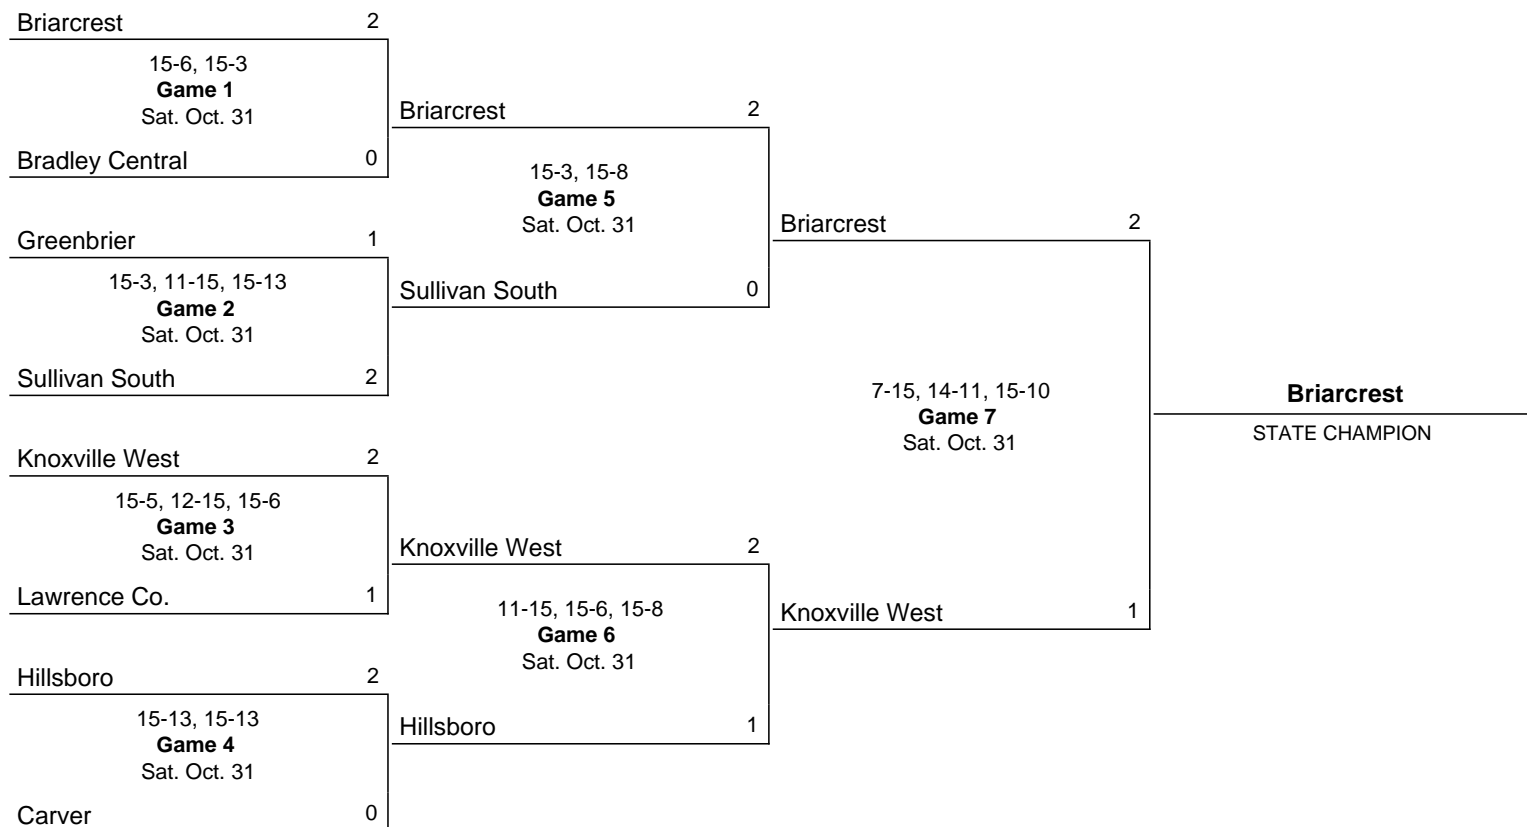 Briarcrest 2
15-6, 15-3
Game 1
Sat. Oct. 31
Bradley Central 0
Greenbrier 1
15-3, 11-15, 15-13
Game 2
Sat. Oct. 31
Sullivan South 2
Knoxville West 2
15-5, 12-15, 15-6
Game 3
Sat. Oct. 31
Lawrence Co. 1
Hillsboro 2
15-13, 15-13
Game 4
Sat. Oct. 31
Carver 0
Briarcrest 2
15-3, 15-8
Game 5
Sat. Oct. 31
Sullivan South 0
Knoxville West 2
11-15, 15-6, 15-8
Game 6
Sat. Oct. 31
Hillsboro 1
Briarcrest 2
7-15, 14-11, 15-10
Game 7
Sat. Oct. 31
Knoxville West 1
Briarcrest
STATE CHAMPION